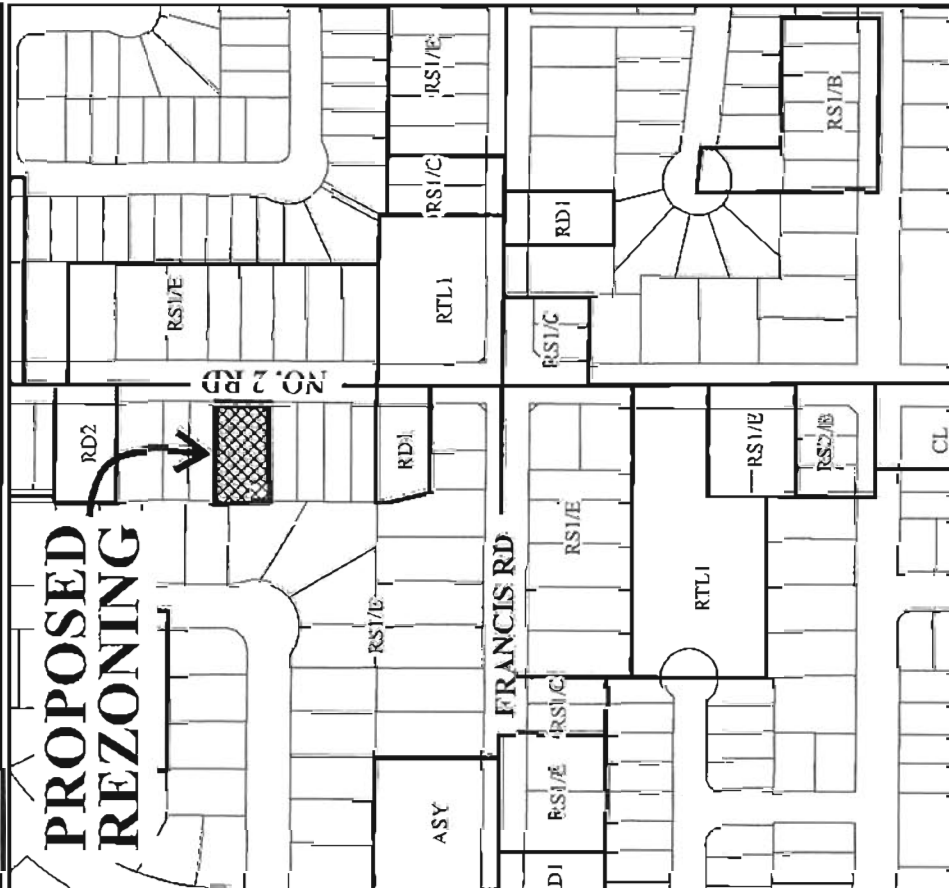 RS1/E
RS1/B
RS1/C
RD1
RTL1
RS1/E
RS1/C
NO. 2 RD
RD2
RD1
RS1/E
RS2/B
CL
PROPOSED
REZONING
RS1/E
RTL1
FRANCIS RD
RS1/E
RS1/C
RS1/E
ASY
D1